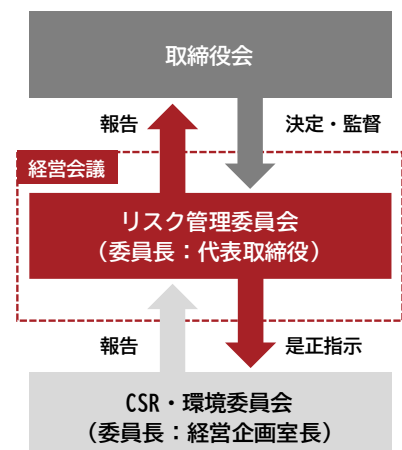 取締役会
報告
決定・監督
経営会議
リスク管理委員会
（委員長：代表取締役）
報告
是正指示
CSR・環境委員会
（委員長：経営企画室長）